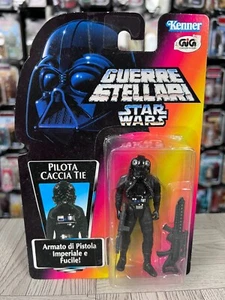 Kenner
GiG
GUERRE
STELLARI
STAR
WARS
PILOTA
CACCIA TIE
Armato di Pistola
Imperiale e
Fucile!